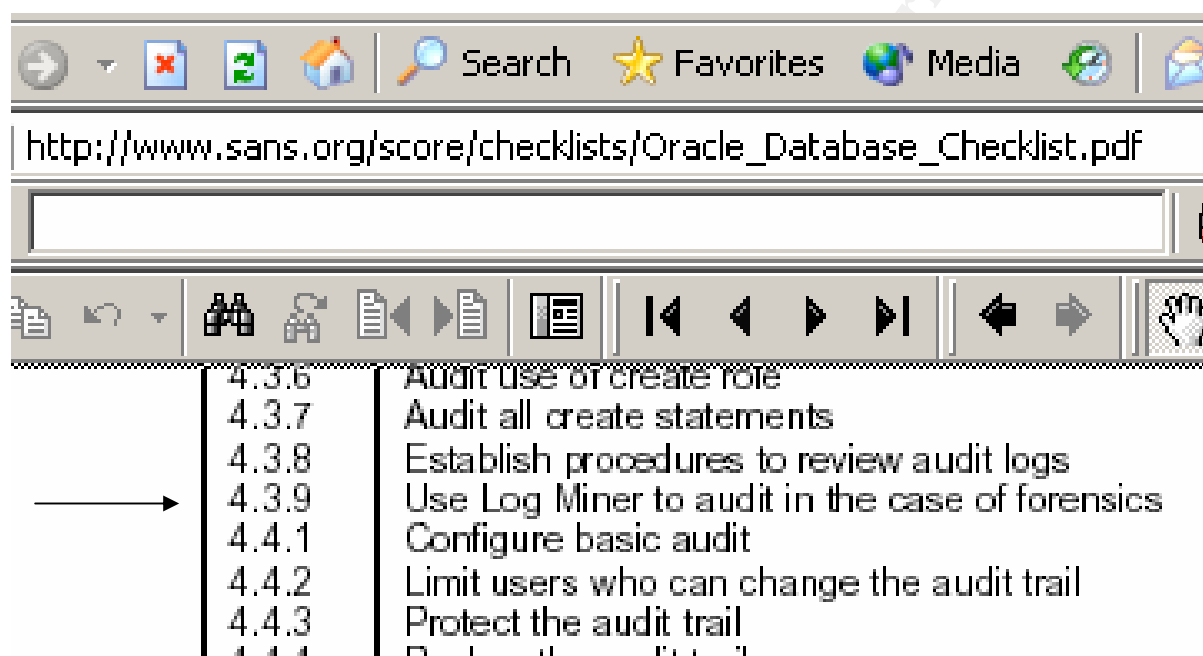 Search Favorites Media
http://www.sans.org/score/checklists/Oracle_Database_Checklist.pdf
4.3.6 Audit use of create role
4.3.7 Audit all create statements
4.3.8 Establish procedures to review audit logs
4.3.9 Use Log Miner to audit in the case of forensics
4.4.1 Configure basic audit
4.4.2 Limit users who can change the audit trail
4.4.3 Protect the audit trail